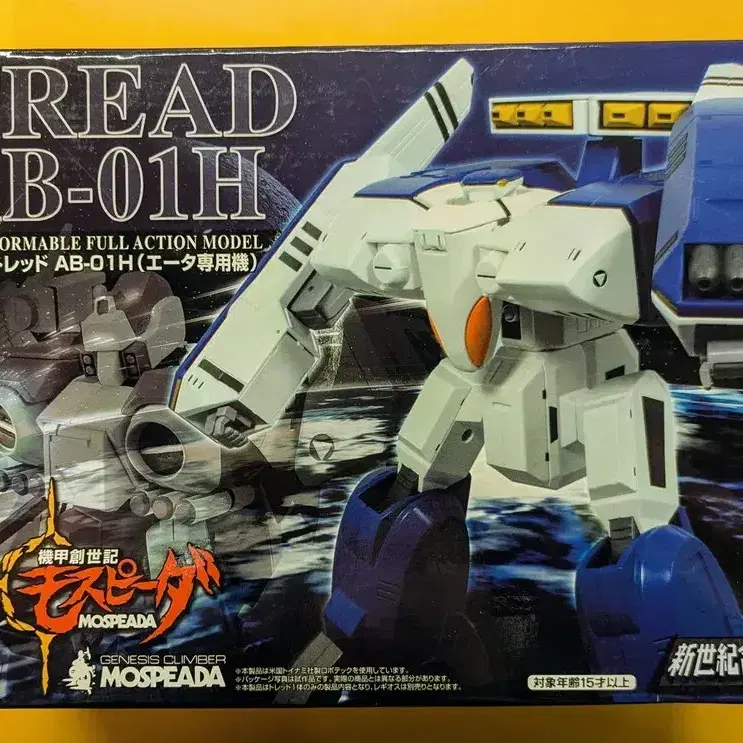 READ
B-01H
ORMABLE FULL ACTION MODEL
トレッド AB-01H(エータ専用機)
機甲創世記
モスピーダ
MOSPEADA
GENESIS CLIMBER
MOSPEADA
※本製品は米国トイナミ社製ロボテックを使用しています。
※パッケージ写真は試作品です。実際の商品とは異なる部分があります。
※本製品はトレッド1体のみの製品内容となり、レギオスは別売りとなります。
対象年齢15才以上
新世紀